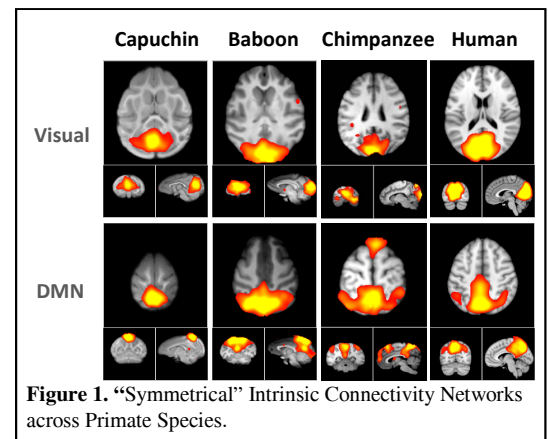 Capuchin Baboon Chimpanzee Human
Visual
DMN
Figure 1. “Symmetrical” Intrinsic Connectivity Networks
across Primate Species.